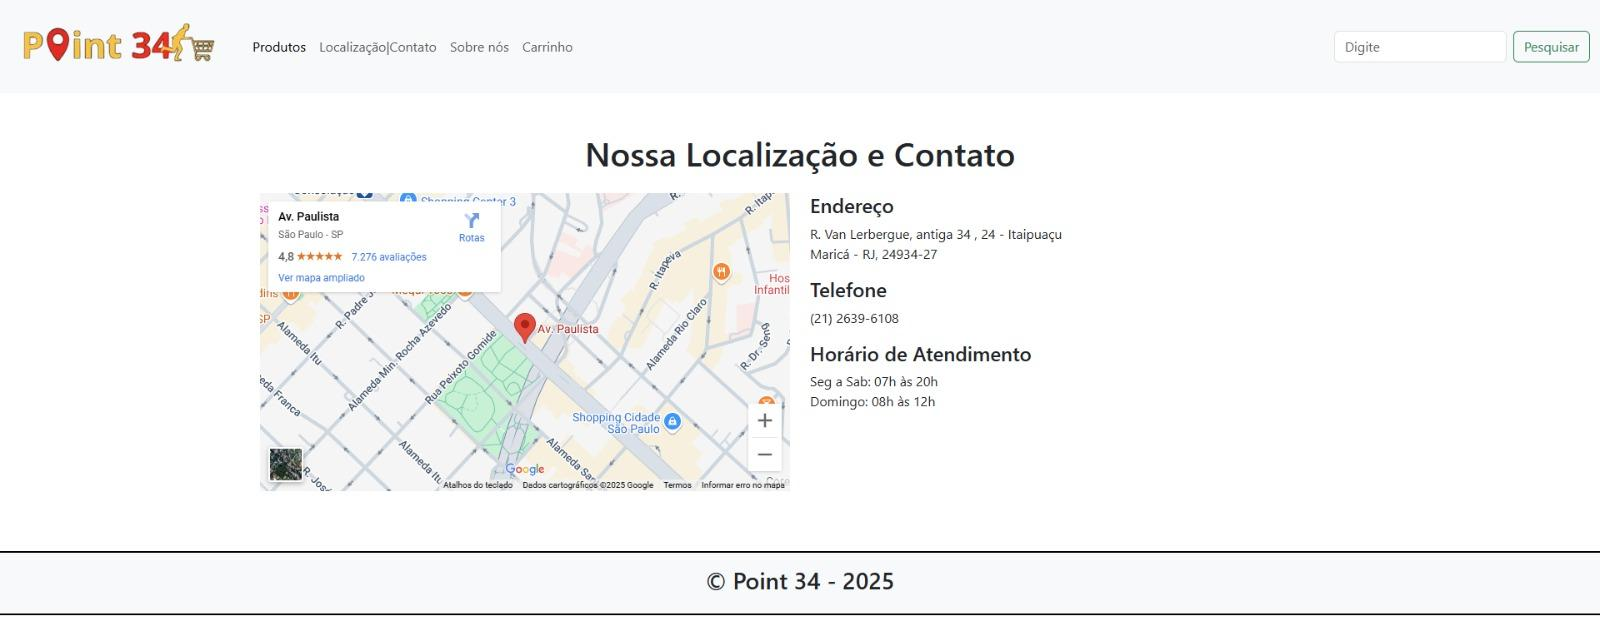 Point 34
Produtos Localização|Contato Sobre nós Carrinho
Digite Pesquisar
Nossa Localização e Contato
Av. Paulista
São Paulo - SP
Rotas
4,8 7.276 avaliações
Ver mapa ampliado
Shopping Center 3
R. Itapeva
Av. Paulista
Alameda Rio Claro
Alameda Min. Rocha Azevedo
Rua Peixoto Gomide
Alameda Itu
Shopping Cidade
São Paulo
Alameda Itu
Google
Atalhos do teclado Dados cartográficos ©2025 Google Termos Informar erro no mapa
Endereço
R. Van Lerbergue, antiga 34 , 24 - Itaipuaçu
Maricá - RJ, 24934-27
Telefone
(21) 2639-6108
Horário de Atendimento
Seg a Sab: 07h às 20h
Domingo: 08h às 12h
© Point 34 - 2025